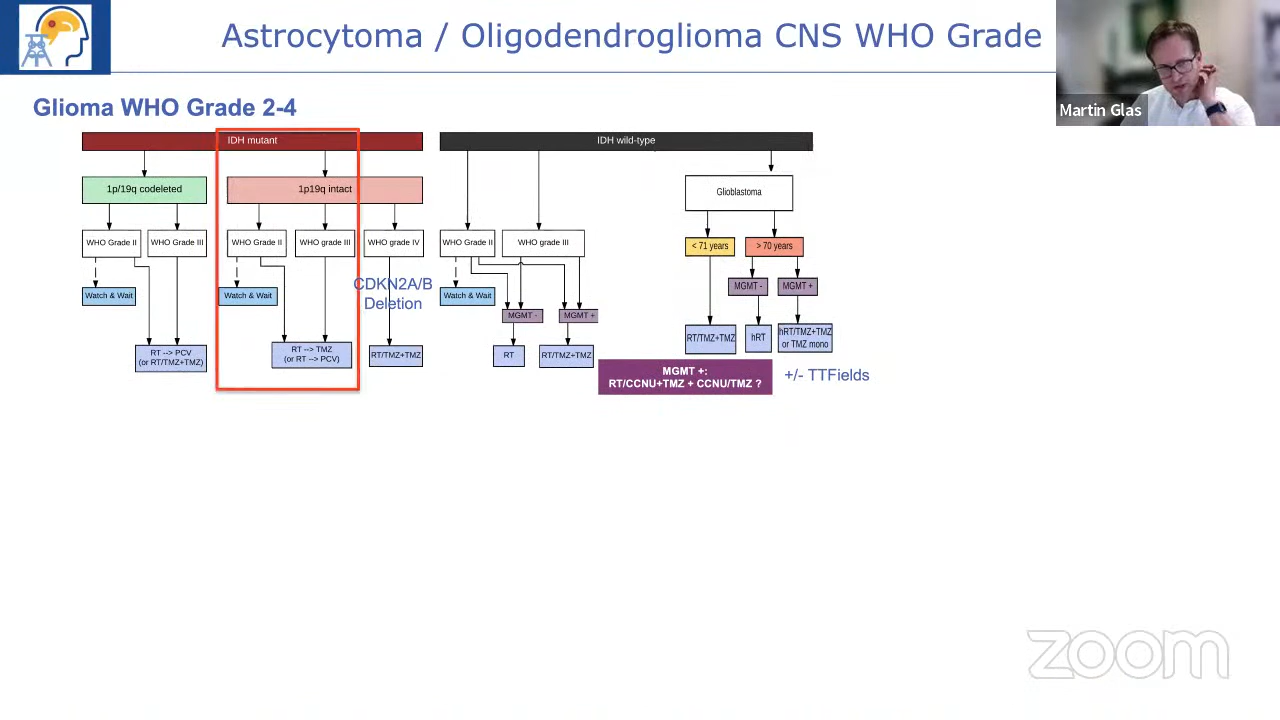 Astrocytoma / Oligodendroglioma CNS WHO Grade
Martin Glas
Glioma WHO Grade 2-4
IDH mutant
IDH wild-type
1p/19q codeleted
1p19q intact
Glioblastoma
WHO Grade II
WHO Grade III
WHO Grade II
WHO grade III
WHO grade IV
WHO Grade II
WHO grade III
< 71 years
> 70 years
Watch & Wait
Watch & Wait
CDKN2A/B
Deletion
Watch & Wait
MGMT -
MGMT +
MGMT -
MGMT +
RT --> PCV
(or RT/TMZ+TMZ)
RT --> TMZ
(or RT --> PCV)
RT/TMZ+TMZ
RT
RT/TMZ+TMZ
RT/TMZ+TMZ
hRT
hRT/TMZ+TMZ
or TMZ mono
MGMT +:
RT/CCNU+TMZ + CCNU/TMZ ?
+/- TTFields
zoom